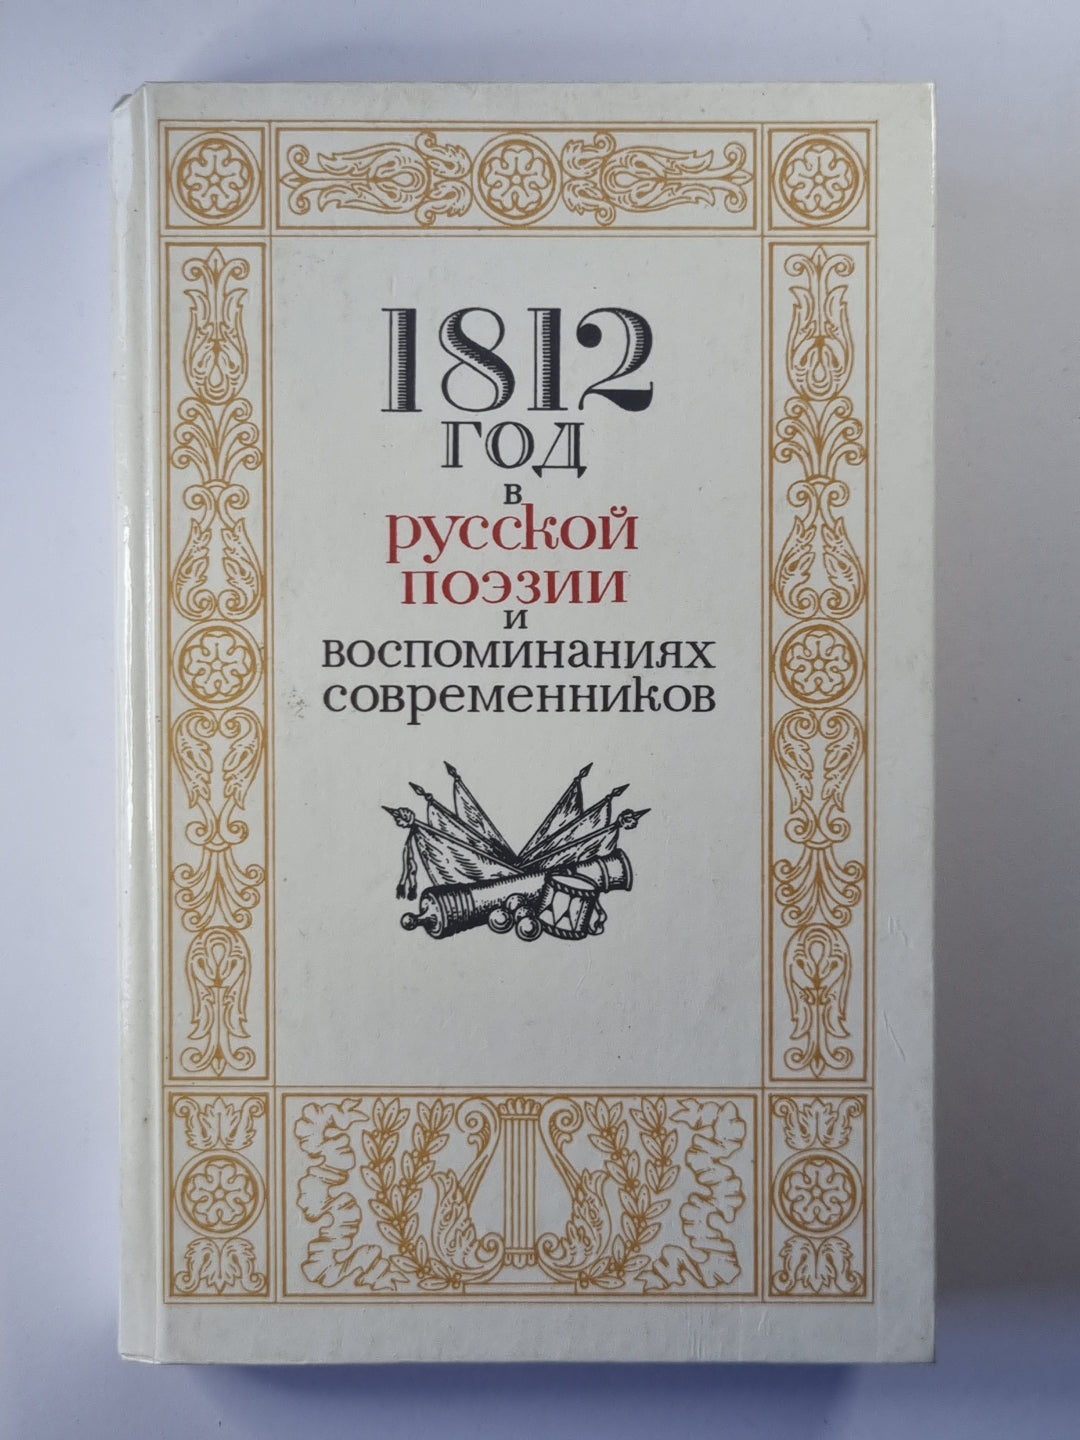 1812
год
в
русской
поэзии
и
воспоминаниях
современников